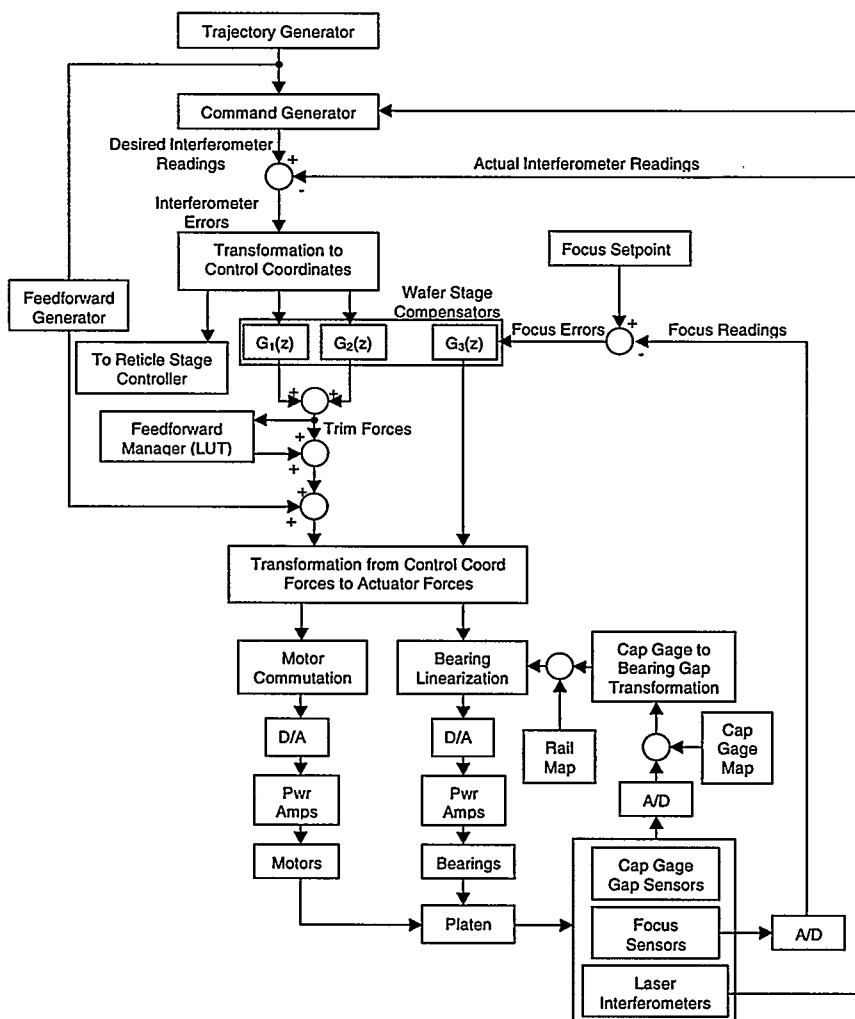 Trajectory Generator
Command Generator
Desired Interferometer
Readings
+
-
Actual Interferometer Readings
Interferometer
Errors
Transformation to
Control Coordinates
Focus Setpoint
Feedforward
Generator
Wafer Stage
Compensators
G1(z)
G2(z)
G3(z)
Focus Errors
+
-
Focus Readings
To Reticle Stage
Controller
+
+
Trim Forces
Feedforward
Manager (LUT)
+
+
+
+
Transformation from Control Coord
Forces to Actuator Forces
Motor
Commutation
Bearing
Linearization
Cap Gage to
Bearing Gap
Transformation
D/A
D/A
Rail
Map
Cap
Gage
Map
A/D
Pwr
Amps
Pwr
Amps
Motors
Bearings
Cap Gage
Gap Sensors
Platen
Focus
Sensors
A/D
Laser
Interferometers